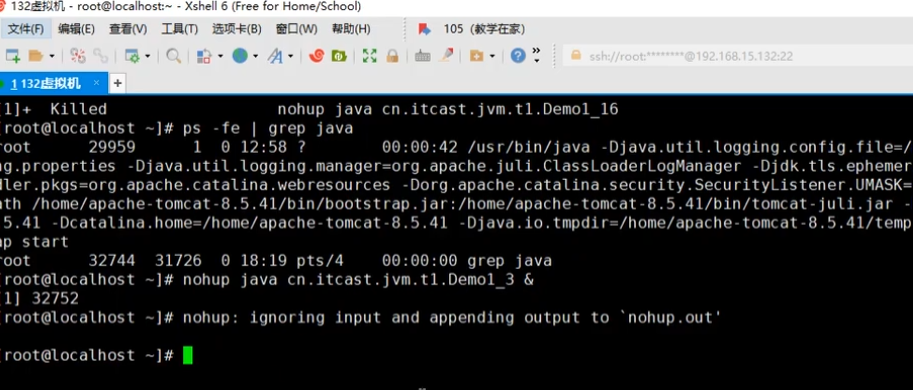 132虚拟机 - root@localhost:~ - Xshell 6 (Free for Home/School)
文件(F) 编辑(E) 查看(V) 工具(T) 选项卡(B) 窗口(W) 帮助(H) 105（教学在家）
ssh://root:********@192.168.15.132:22
1 132虚拟机 × +
[1]+  Killed                  nohup java cn.itcast.jvm.t1.Demo1_16
[root@localhost ~]# ps -fe | grep java
root      29959      1  0 12:58 ?        00:00:42 /usr/bin/java -Djava.util.logging.config.file=/
ng.properties -Djava.util.logging.manager=org.apache.juli.ClassLoaderLogManager -Djdk.tls.ephemer
dler.pkgs=org.apache.catalina.webresources -Dorg.apache.catalina.security.SecurityListener.UMASK=
ath /home/apache-tomcat-8.5.41/bin/bootstrap.jar:/home/apache-tomcat-8.5.41/bin/tomcat-juli.jar -
5.41 -Dcatalina.home=/home/apache-tomcat-8.5.41 -Djava.io.tmpdir=/home/apache-tomcat-8.5.41/temp
ap start
root      32744  31726  0 18:19 pts/4    00:00:00 grep java
[root@localhost ~]# nohup java cn.itcast.jvm.t1.Demo1_3 &
[1] 32752
[root@localhost ~]# nohup: ignoring input and appending output to `nohup.out'
[root@localhost ~]#